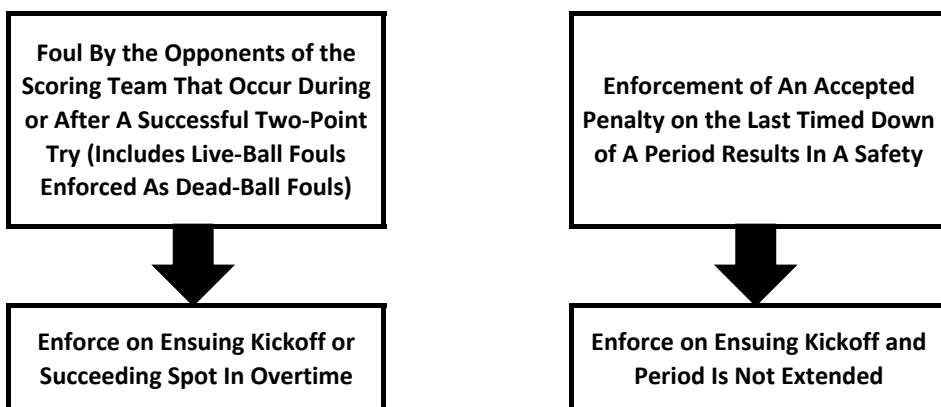 Foul By the Opponents of the
Scoring Team That Occur During
or After A Successful Two-Point
Try (Includes Live-Ball Fouls
Enforced As Dead-Ball Fouls)
Enforce on Ensuing Kickoff or
Succeeding Spot In Overtime
Enforcement of An Accepted
Penalty on the Last Timed Down
of A Period Results In A Safety
Enforce on Ensuing Kickoff and
Period Is Not Extended